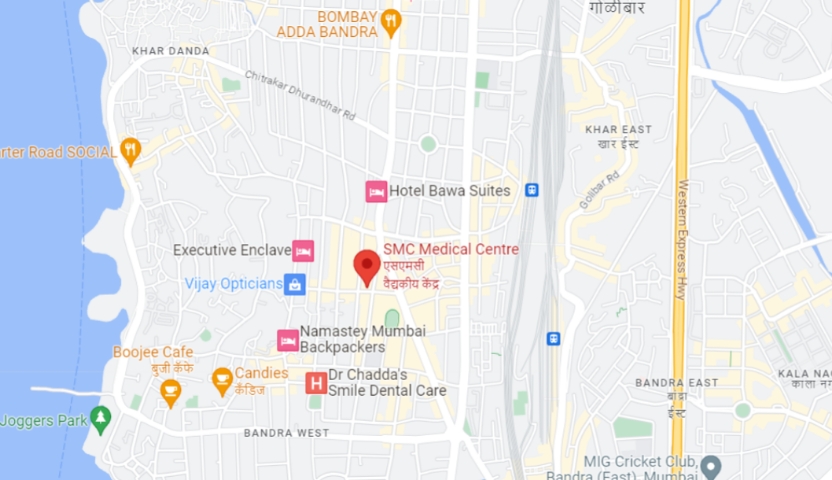 गोळीबार
BOMBAY
ADDA BANDRA
KHAR DANDA
Chitrakar Dhurandhar Rd
KHAR EAST
खार ईस्ट
rter Road SOCIAL
Golibar Rd
Hotel Bawa Suites
Western Express Hwy
Executive Enclave
SMC Medical Centre
एसएमसी
वैद्यकीय केंद्र
Vijay Opticians
Namastey Mumbai
Backpackers
Boojee Cafe
बुजी कॅफे
Candies
कँडिज
Dr Chadda's
Smile Dental Care
KALA NAG
काला नग
BANDRA EAST
बांद्रा
ईस्ट
Joggers Park
BANDRA WEST
MIG Cricket Club,
Bandra (East), Mumbai